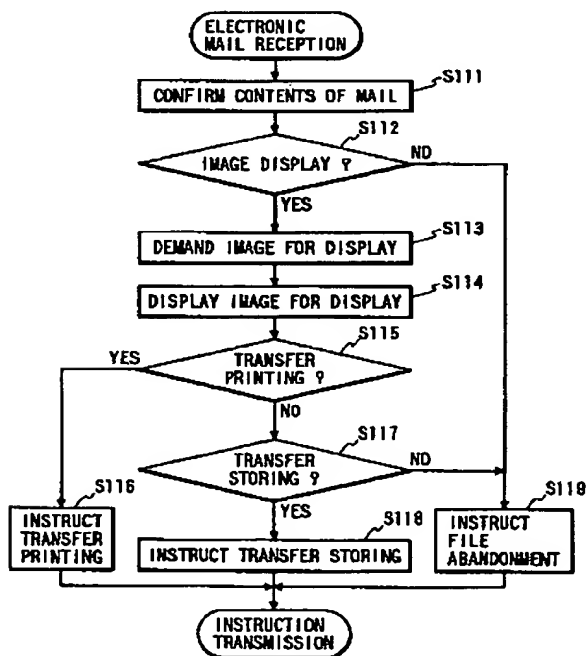 ELECTRONIC
MAIL RECEPTION
S111
CONFIRM CONTENTS OF MAIL
S112
IMAGE DISPLAY ?
NO
YES
S113
DEMAND IMAGE FOR DISPLAY
S114
DISPLAY IMAGE FOR DISPLAY
S115
YES
TRANSFER
PRINTING ?
NO
S117
TRANSFER
STORING ?
NO
YES
S116
INSTRUCT
TRANSFER
PRINTING
S118
INSTRUCT TRANSFER STORING
S119
INSTRUCT
FILE
ABANDONMENT
INSTRUCTION
TRANSMISSION